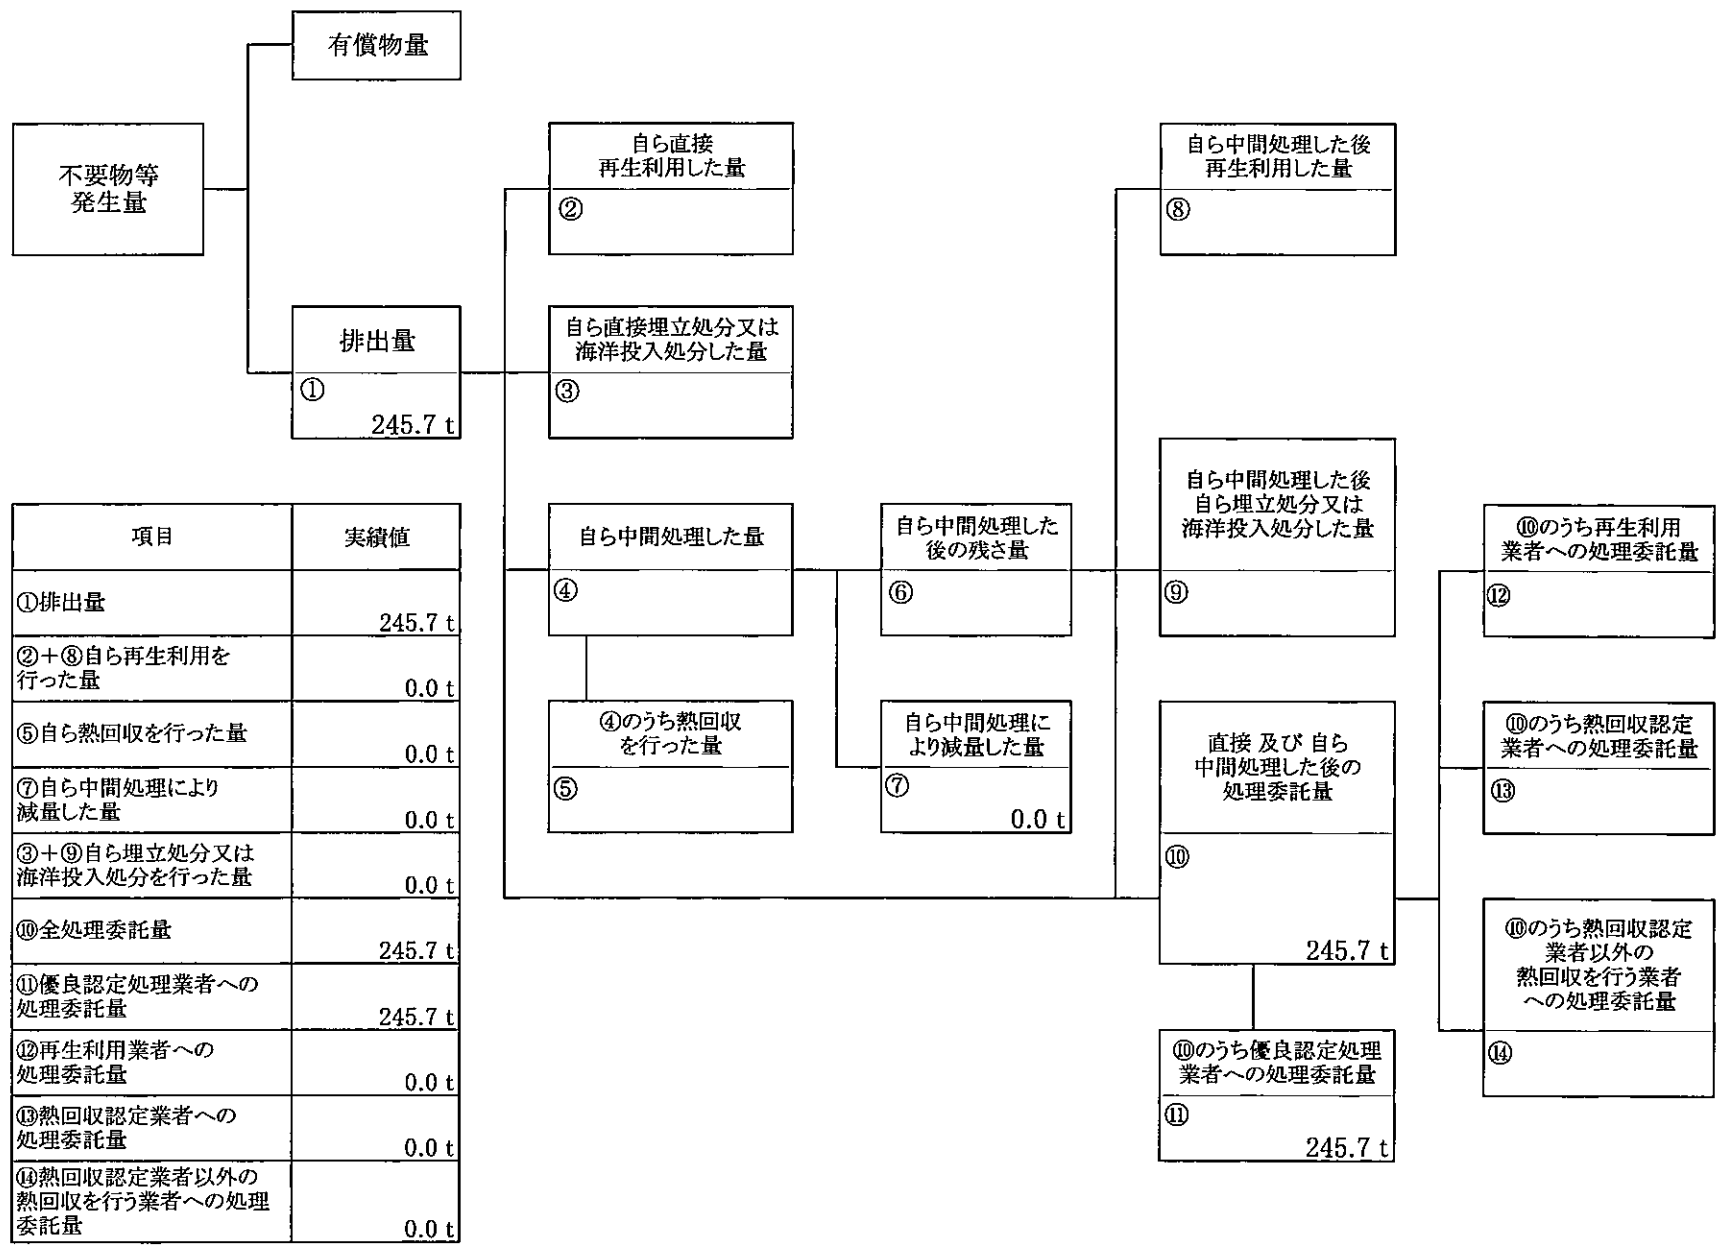 有償物量
不要物等
発生量
排出量
①
245.7 t
自ら直接
再生利用した量
②
自ら直接埋立処分又は
海洋投入処分した量
③
自ら中間処理した量
④
④のうち熱回収
を行った量
⑤
自ら中間処理した
後の残さ量
⑥
自ら中間処理に
より減量した量
⑦
0.0 t
自ら中間処理した後
再生利用した量
⑧
自ら中間処理した後
自ら埋立処分又は
海洋投入処分した量
⑨
直接 及び 自ら
中間処理した後の
処理委託量
⑩
245.7 t
⑩のうち優良認定処理
業者への処理委託量
⑪
245.7 t
⑩のうち再生利用
業者への処理委託量
⑫
⑩のうち熱回収認定
業者への処理委託量
⑬
⑩のうち熱回収認定
業者以外の
熱回収を行う業者
への処理委託量
⑭
項目 実績値
①排出量
245.7 t
②＋⑧自ら再生利用を
行った量
0.0 t
⑤自ら熱回収を行った量
0.0 t
⑦自ら中間処理により
減量した量
0.0 t
③＋⑨自ら埋立処分又は
海洋投入処分を行った量
0.0 t
⑩全処理委託量
245.7 t
⑪優良認定処理業者への
処理委託量
245.7 t
⑫再生利用業者への
処理委託量
0.0 t
⑬熱回収認定業者への
処理委託量
0.0 t
⑭熱回収認定業者以外の
熱回収を行う業者への処理
委託量
0.0 t